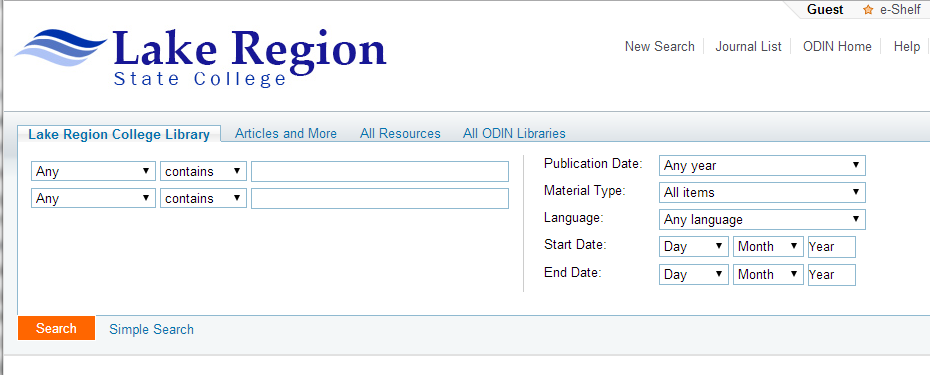 Guest e-Shelf
Lake Region
State College
New Search Journal List ODIN Home Help
Lake Region College Library Articles and More All Resources All ODIN Libraries
Any contains
Any contains
Publication Date: Any year
Material Type: All items
Language: Any language
Start Date: Day Month Year
End Date: Day Month Year
Search Simple Search